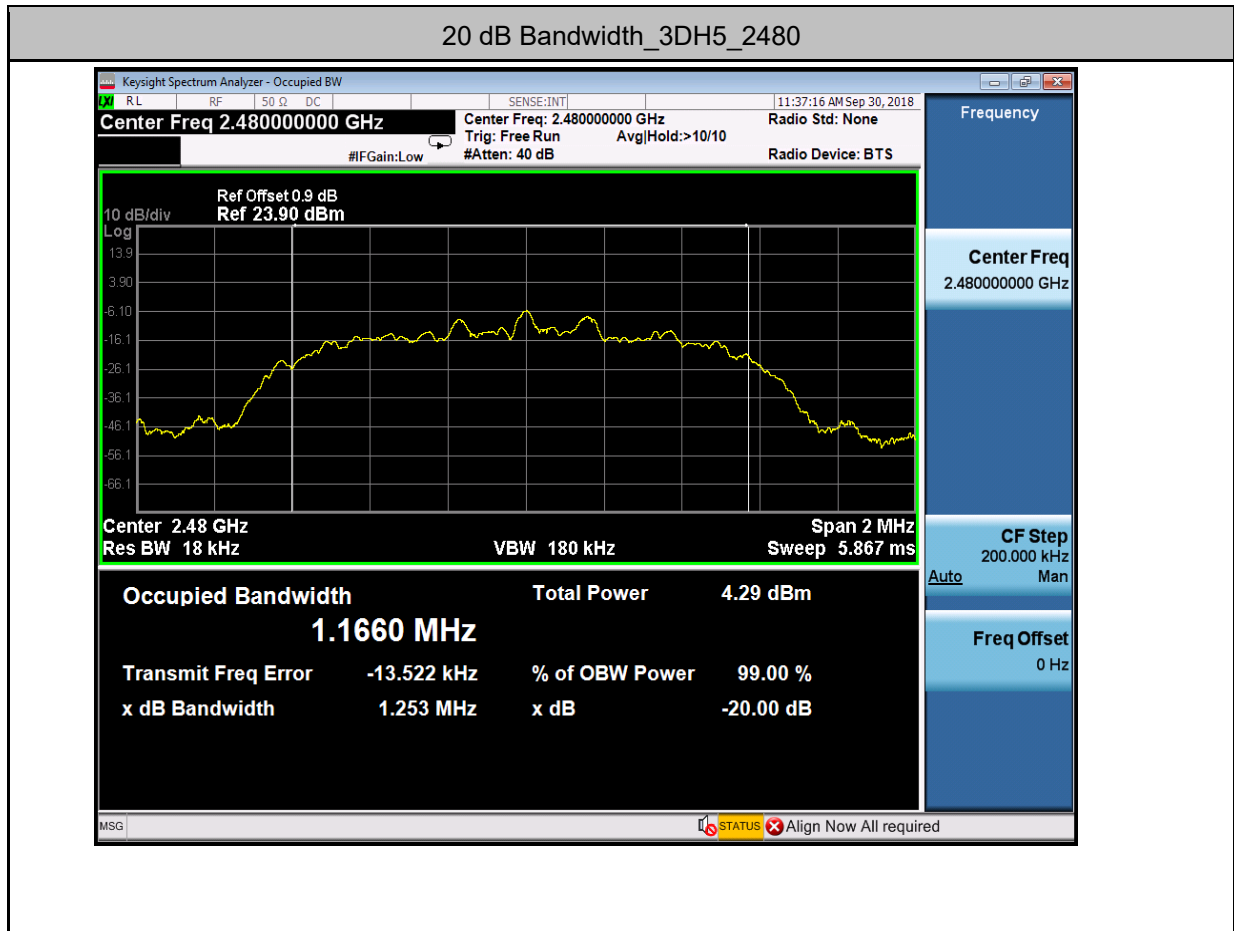 20 dB Bandwidth_3DH5_2480
Keysight Spectrum Analyzer - Occupied BW
LXI RL RF 50 Ω DC SENSE:INT 11:37:16 AM Sep 30, 2018
Center Freq 2.480000000 GHz
Center Freq: 2.480000000 GHz Radio Std: None
Trig: Free Run Avg|Hold:>10/10
#IFGain:Low #Atten: 40 dB Radio Device: BTS
Ref Offset 0.9 dB
10 dB/div Ref 23.90 dBm
Log
13.9
3.90
-6.10
-16.1
-26.1
-36.1
-46.1
-56.1
-66.1
Center 2.48 GHz Span 2 MHz
Res BW 18 kHz VBW 180 kHz Sweep 5.867 ms
Occupied Bandwidth Total Power 4.29 dBm
1.1660 MHz
Transmit Freq Error -13.522 kHz % of OBW Power 99.00 %
x dB Bandwidth 1.253 MHz x dB -20.00 dB
Frequency
Center Freq
2.480000000 GHz
CF Step
200.000 kHz
Auto Man
Freq Offset
0 Hz
MSG STATUS Align Now All required